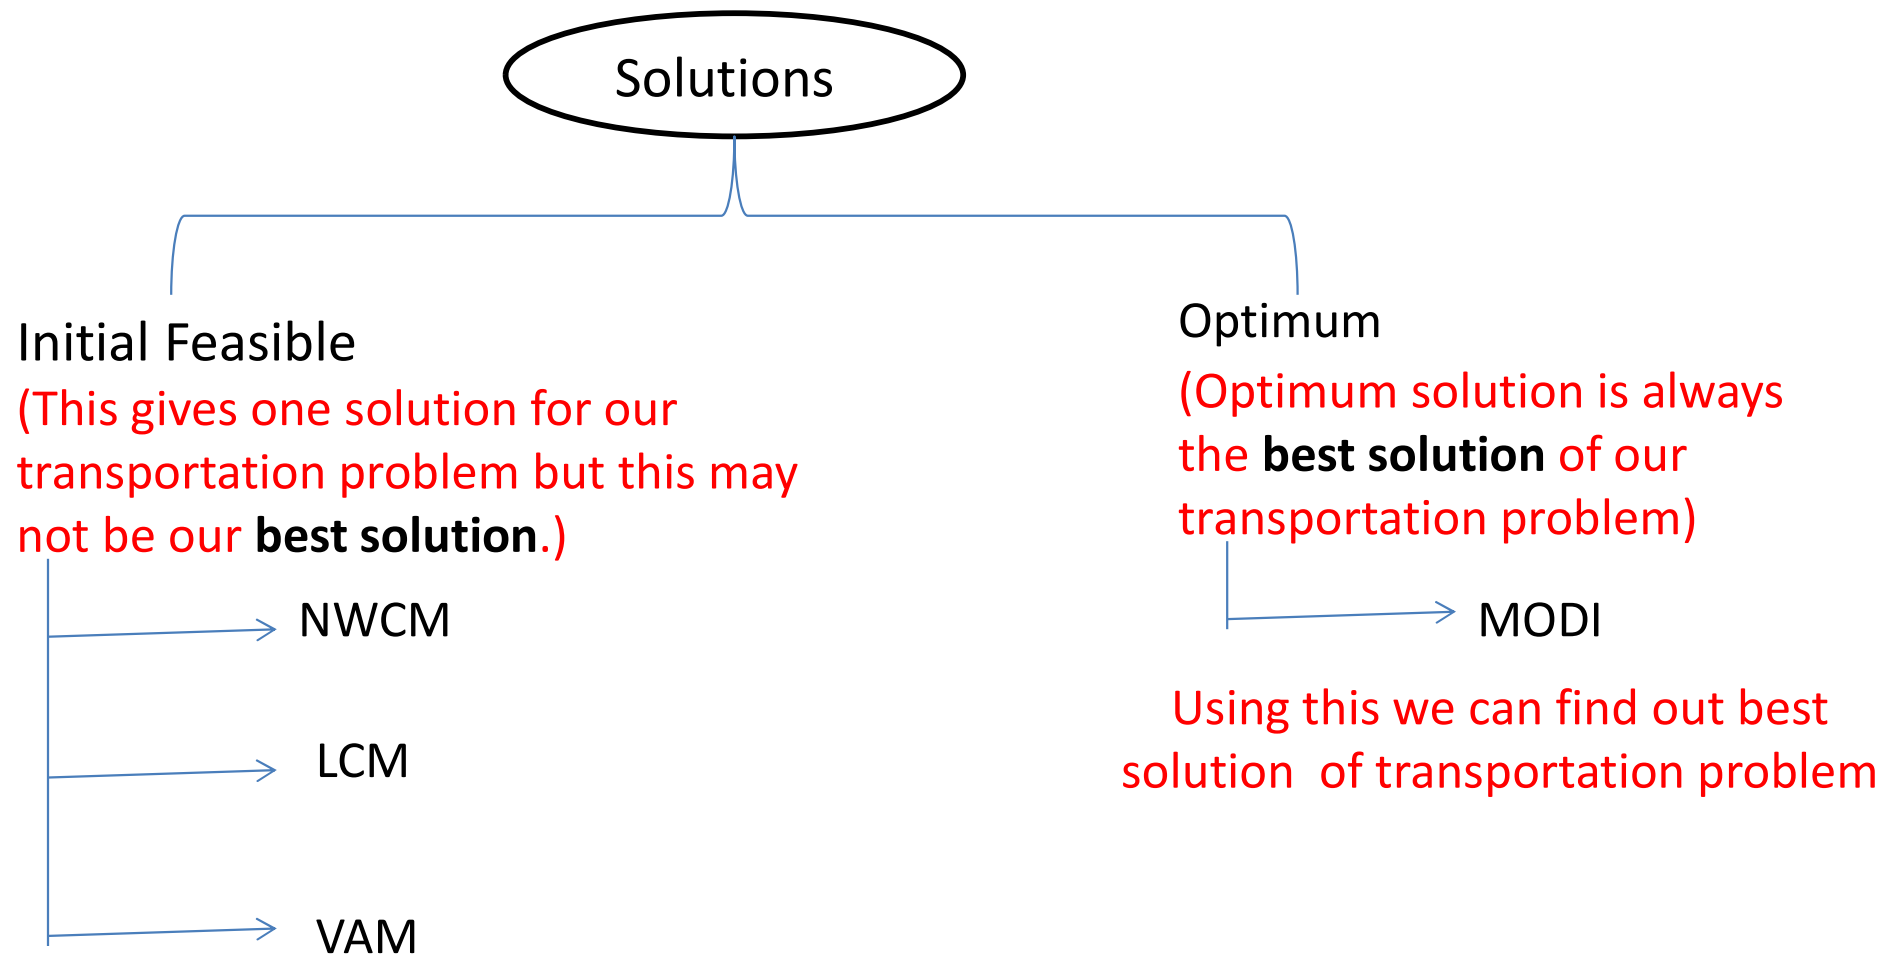 Solutions
Initial Feasible
(This gives one solution for our
transportation problem but this may
not be our best solution.)
NWCM
LCM
VAM
Optimum
(Optimum solution is always
the best solution of our
transportation problem)
MODI
Using this we can find out best
solution  of transportation problem